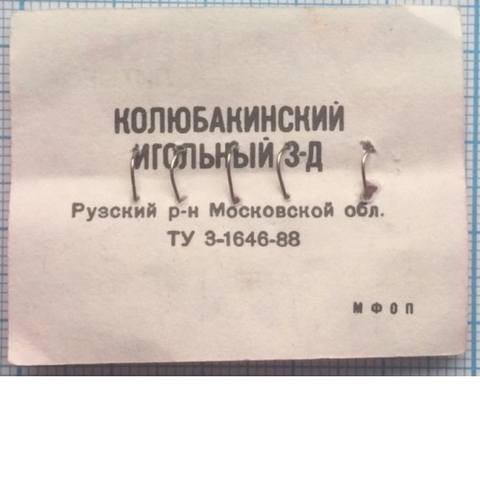 КОЛЮБАКИНСКИЙ
ИГОЛЬНЫЙ З-Д
Рузский р-н Московской обл.
ТУ 3-1646-88
МФОП